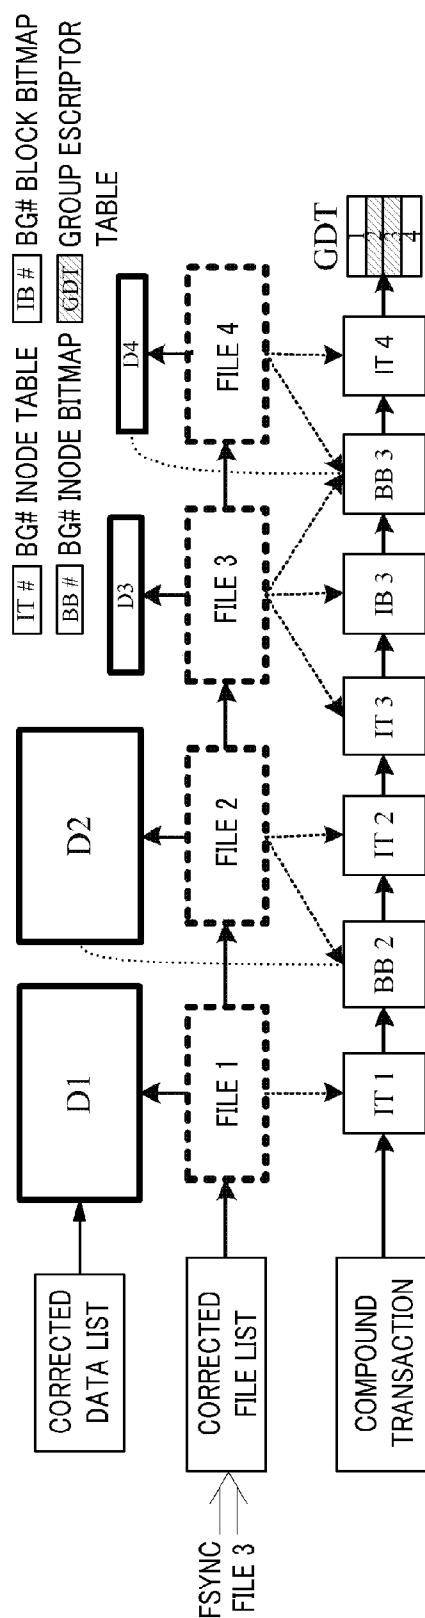 IT # BG# INODE TABLE
IB # BG# BLOCK BITMAP
BB # BG# INODE BITMAP
GDT GROUP ESCRIPTOR
TABLE
CORRECTED
DATA LIST
D1
D2
D3
D4
FSYNC
FILE 3
CORRECTED
FILE LIST
FILE 1
FILE 2
FILE 3
FILE 4
COMPOUND
TRANSACTION
IT 1
BB 2
IT 2
IT 3
IB 3
BB 3
IT 4
GDT
1
2
3
4